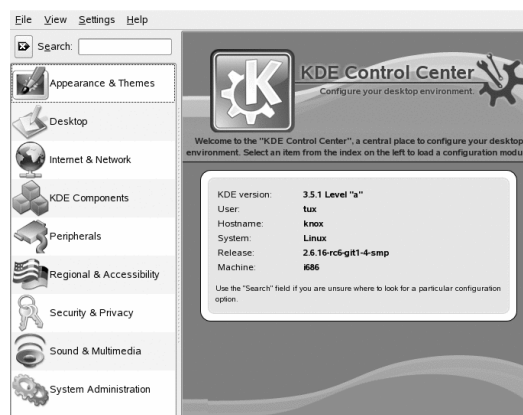 File View Settings Help
Search:
Appearance & Themes
Desktop
Internet & Network
KDE Components
Peripherals
Regional & Accessibility
Security & Privacy
Sound & Multimedia
System Administration
K
KDE Control Center
Configure your desktop environment.
Welcome to the "KDE Control Center", a central place to configure your desktop
environment. Select an item from the index on the left to load a configuration modu
KDE version: 3.5.1 Level "a"
User: tux
Hostname: knox
System: Linux
Release: 2.6.16-rc6-git1-4-smp
Machine: i686
Use the "Search" field if you are unsure where to look for a particular configuration
option.